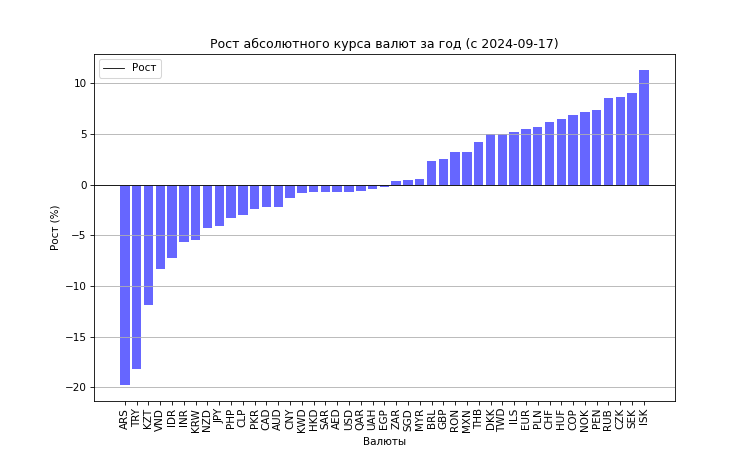 Рост абсолютного курса валют за год (с 2024-09-17)
Рост
10
5
0
−5
−10
−15
−20
Рост (%)
ARS TRY KZT VND IDR INR KRW NZD JPY PHP CLP PKR CAD AUD CNY KWD HKD SAR AED USD QAR UAH EGP ZAR SGD MYR BRL GBP RON MXN THB DKK TWD ILS EUR PLN CHF HUF COP NOK PEN RUB CZK SEK ISK
Валюты